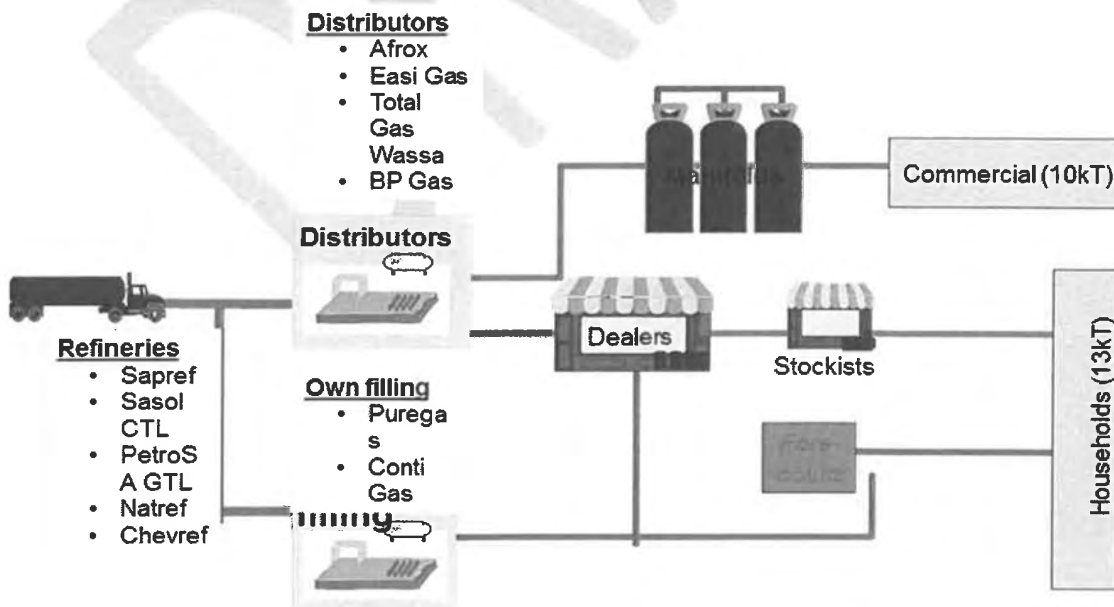 Distributors
• Afrox
• Easi Gas
• Total
Gas
Wassa
• BP Gas
Commercial (10kT)
Distributors
Dealers
Stockists
Households (13kT)
Refineries
• Sapref
• Sasol
CTL
• PetroS
A GTL
• Natref
• Chevref
Own filling
• Purega
s
• Conti
Gas